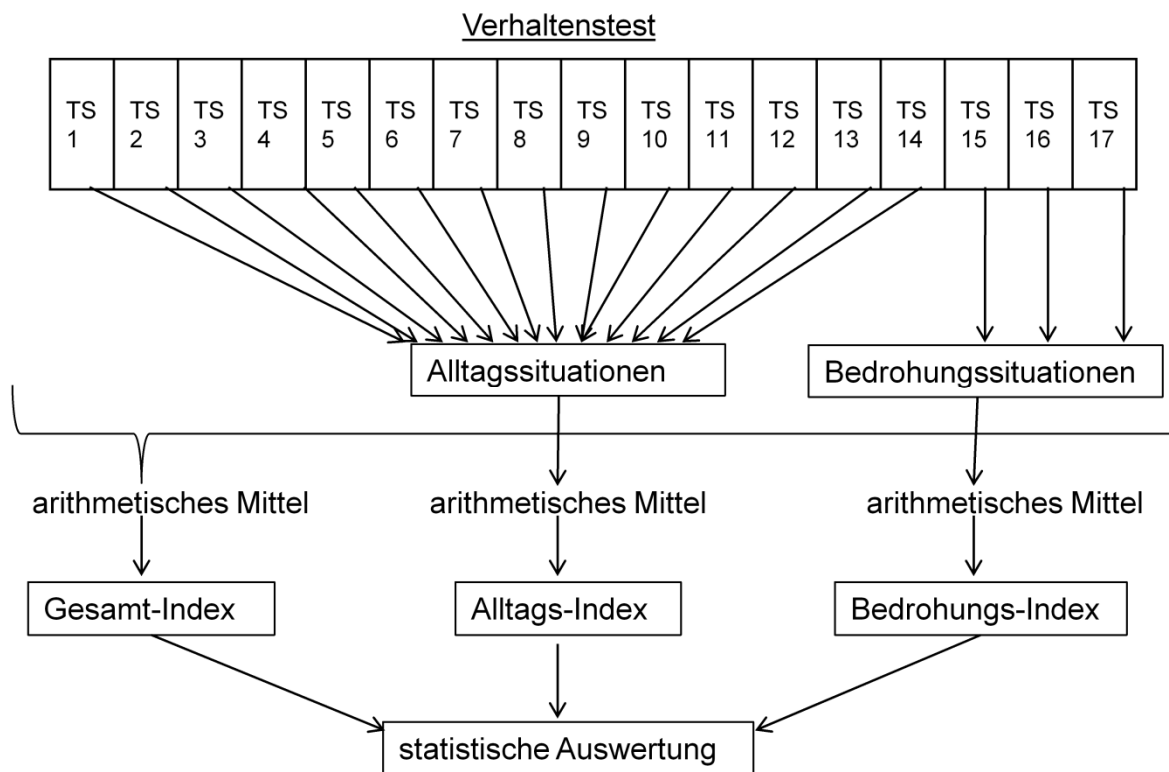 Verhaltenstest
TS TS TS TS TS TS TS TS TS TS TS TS TS TS TS TS TS
1 2 3 4 5 6 7 8 9 10 11 12 13 14 15 16 17
Alltagssituationen Bedrohungssituationen
arithmetisches Mittel arithmetisches Mittel arithmetisches Mittel
Gesamt-Index Alltags-Index Bedrohungs-Index
statistische Auswertung